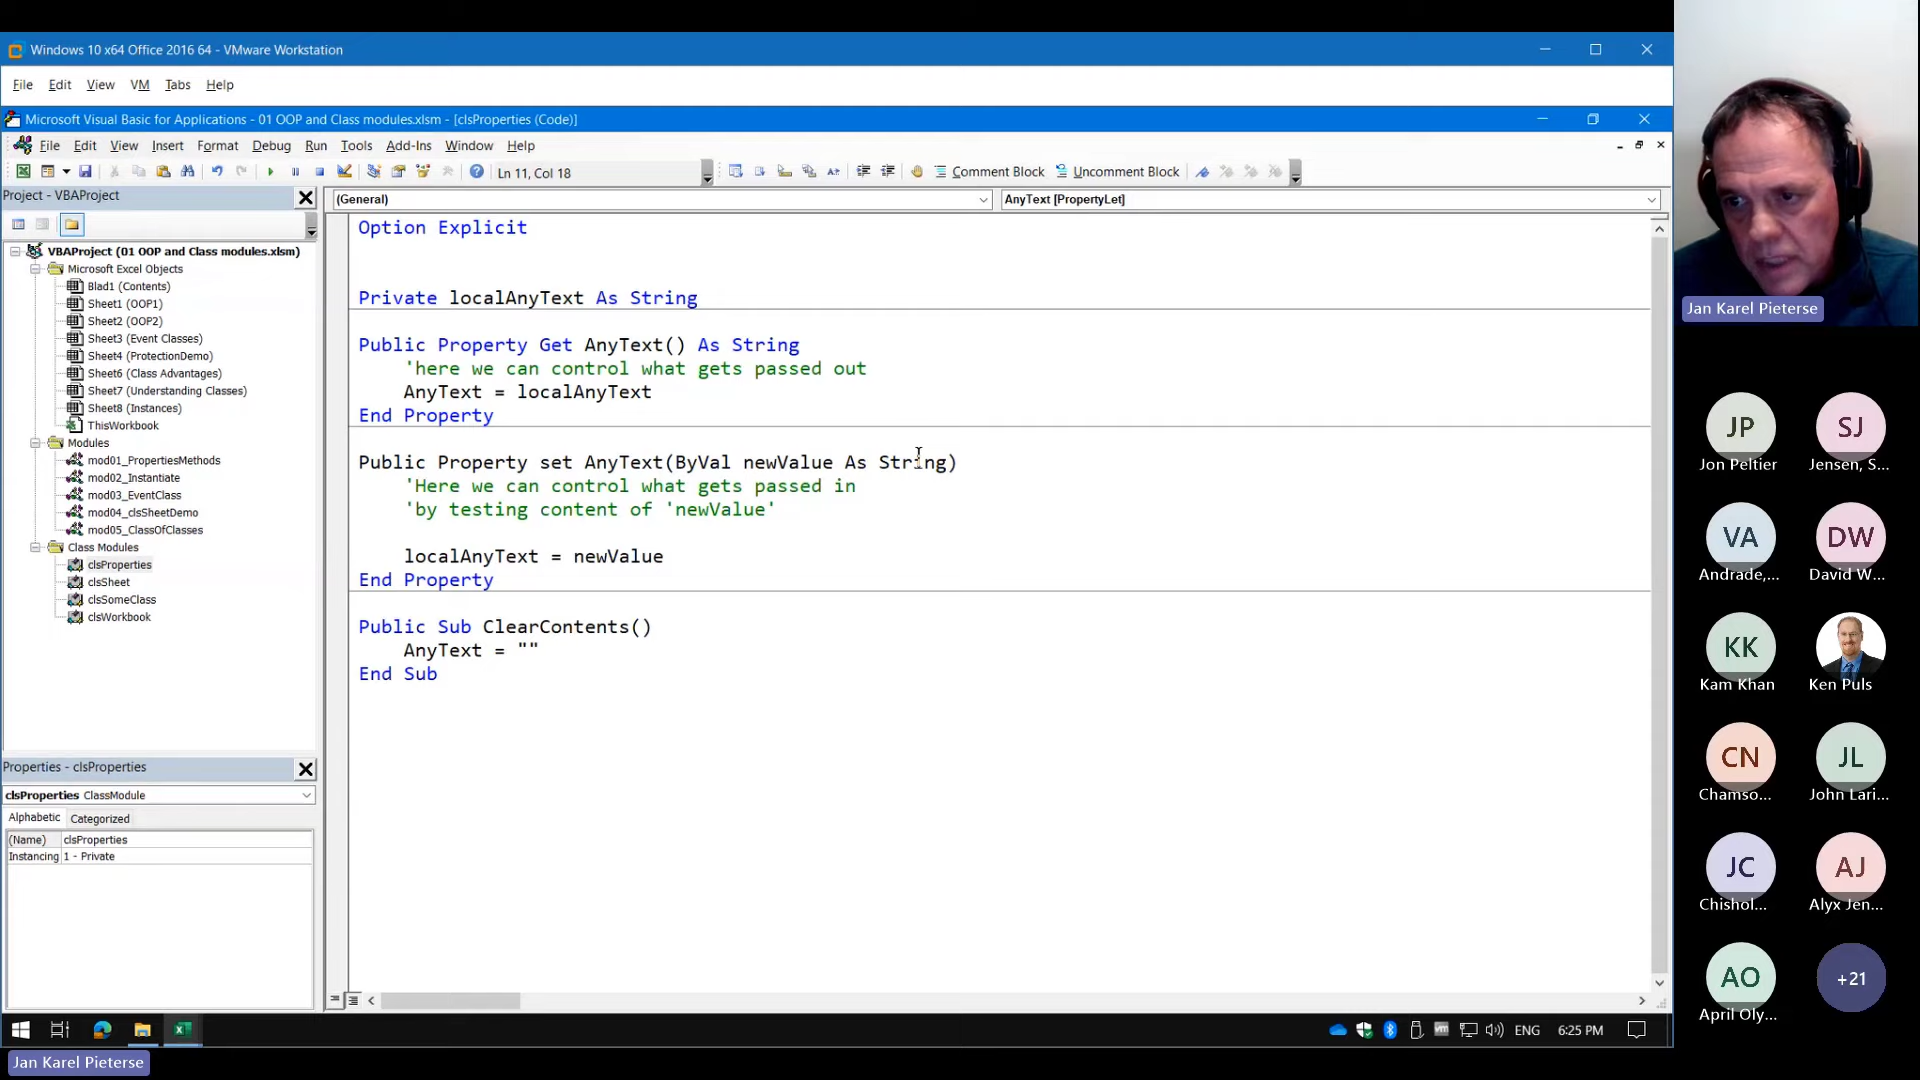 Windows 10 x64 Office 2016 64 - VMware Workstation
File Edit View VM Tabs Help
Microsoft Visual Basic for Applications - 01 OOP and Class modules.xlsm - [clsProperties (Code)]
File Edit View Insert Format Debug Run Tools Add-Ins Window Help
Ln 11, Col 18
Comment Block Uncomment Block
Project - VBAProject
VBAProject (01 OOP and Class modules.xlsm)
Microsoft Excel Objects
Blad1 (Contents)
Sheet1 (OOP1)
Sheet2 (OOP2)
Sheet3 (Event Classes)
Sheet4 (ProtectionDemo)
Sheet6 (Class Advantages)
Sheet7 (Understanding Classes)
Sheet8 (Instances)
ThisWorkbook
Modules
mod01_PropertiesMethods
mod02_Instantiate
mod03_EventClass
mod04_clsSheetDemo
mod05_ClassOfClasses
Class Modules
clsProperties
clsSheet
clsSomeClass
clsWorkbook
Properties - clsProperties
clsProperties ClassModule
Alphabetic Categorized
(Name) clsProperties
Instancing 1 - Private
(General) AnyText [PropertyLet]
Option Explicit
Private localAnyText As String
Public Property Get AnyText() As String
'here we can control what gets passed out
AnyText = localAnyText
End Property
Public Property set AnyText(ByVal newValue As String)
'Here we can control what gets passed in
'by testing content of 'newValue'
localAnyText = newValue
End Property
Public Sub ClearContents()
AnyText = ""
End Sub
ENG 6:25 PM
Jan Karel Pieterse
Jan Karel Pieterse
JP SJ
Jon Peltier Jensen, S...
VA DW
Andrade,... David W...
KK
Kam Khan Ken Puls
CN JL
Chamso... John Lari...
JC AJ
Chishol... Alyx Jen...
AO +21
April Oly...